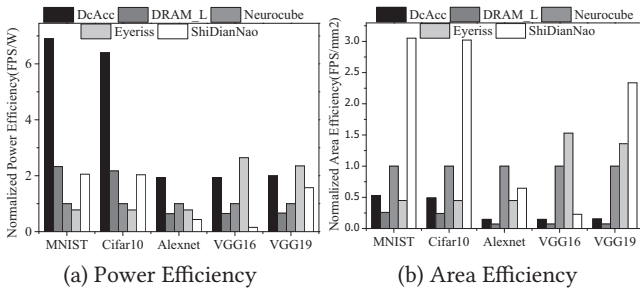 (a)
DcAcc DRAM_L Neurocube
Eyeriss ShiDianNao
Normalized Power Efficiency(FPS/W)
6
4
2
0
MNIST Cifar10 Alexnet VGG16 VGG19
(a) Power Efficiency
(b)
DcAcc DRAM_L Neurocube
Eyeriss ShiDianNao
Normalized Area Efficiency(FPS/mm2)
3.0
2.5
2.0
1.5
1.0
0.5
0.0
MNIST Cifar10 Alexnet VGG16 VGG19
(b) Area Efficiency